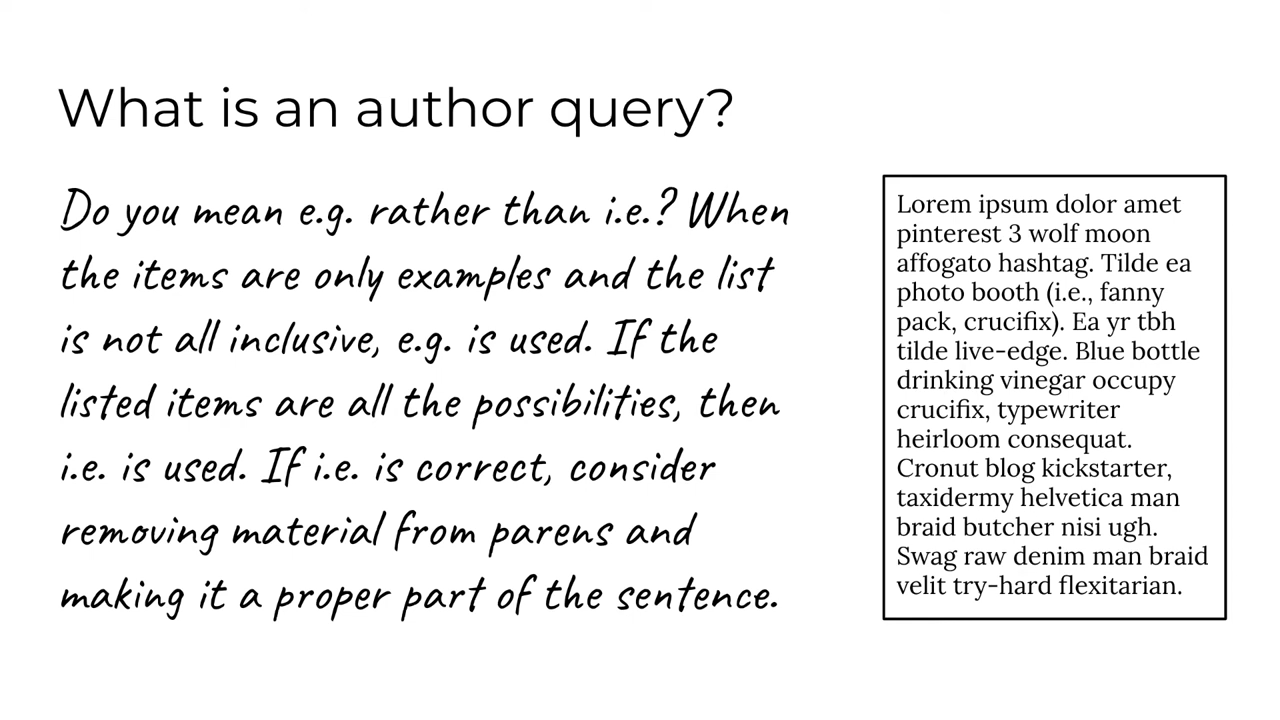 What is an author query?
Do you mean e.g. rather than i.e.? When
the items are only examples and the list
is not all inclusive, e.g. is used. If the
listed items are all the possibilities, then
i.e. is used. If i.e. is correct, consider
removing material from parens and
making it a proper part of the sentence.
Lorem ipsum dolor amet
pinterest 3 wolf moon
affogato hashtag. Tilde ea
photo booth (i.e., fanny
pack, crucifix). Ea yr tbh
tilde live-edge. Blue bottle
drinking vinegar occupy
crucifix, typewriter
heirloom consequat.
Cronut blog kickstarter,
taxidermy helvetica man
braid butcher nisi ugh.
Swag raw denim man braid
velit try-hard flexitarian.